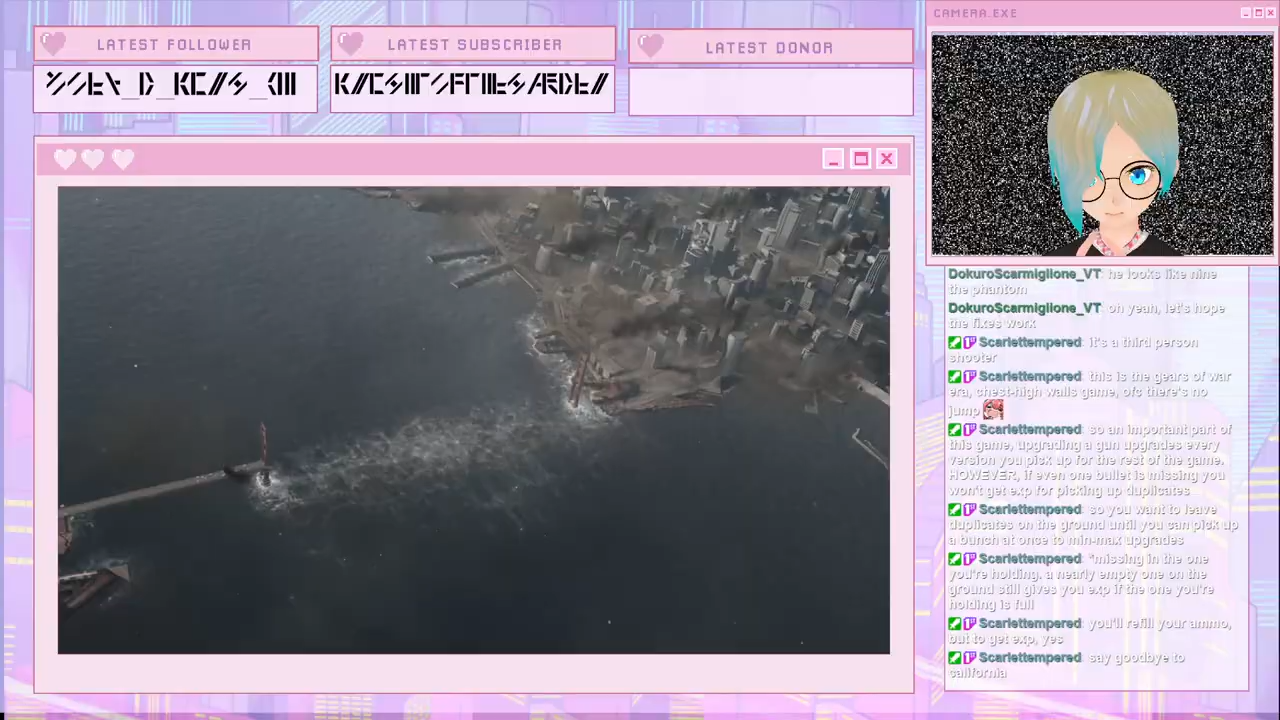 CAMERA.EXE
LATEST FOLLOWER
LATEST SUBSCRIBER
LATEST DONOR
DokuroScarmiglione_VT: he looks like nine
the phantom
DokuroScarmiglione_VT: oh yeah, let's hope
the fixes work
Scarlettempered: it's a third person
shooter
Scarlettempered: this is the gears of war
era, chest-high walls game, ofc there's no
jump
Scarlettempered: so an important part of
this game, upgrading a gun upgrades every
version you pick up for the rest of the game.
HOWEVER, if even one bullet is missing you
won't get exp for picking up duplicates
Scarlettempered: so you want to leave
duplicates on the ground until you can pick up
a bunch at once to min-max upgrades
Scarlettempered: *missing in the one
you're holding. a nearly empty one on the
ground still gives you exp if the one you're
holding is full
Scarlettempered: you'll refill your ammo,
but to get exp, yes
Scarlettempered: say goodbye to
california